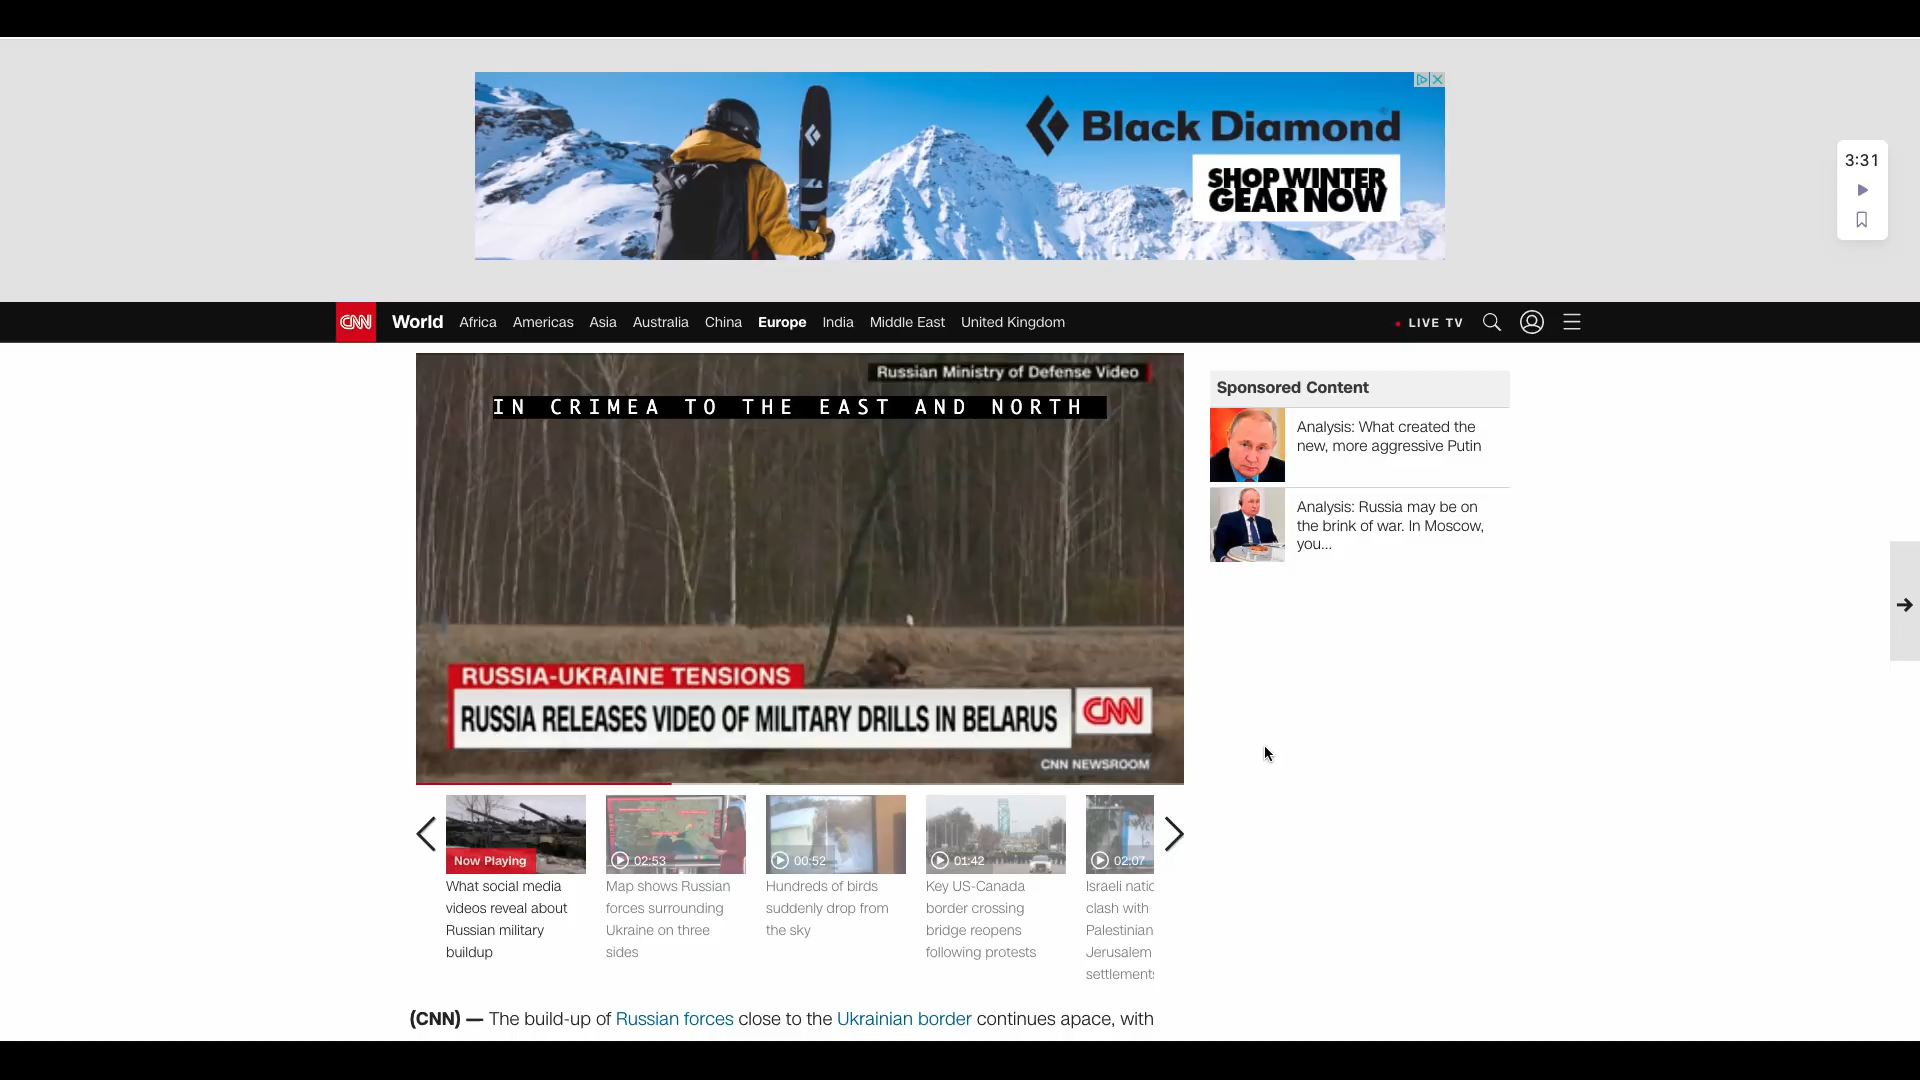 Black Diamond
SHOP WINTER
GEAR NOW
3:31
CNN World Africa Americas Asia Australia China Europe India Middle East United Kingdom LIVE TV
Russian Ministry of Defense Video
IN CRIMEA TO THE EAST AND NORTH
RUSSIA-UKRAINE TENSIONS
RUSSIA RELEASES VIDEO OF MILITARY DRILLS IN BELARUS
CNN
CNN NEWSROOM
Sponsored Content
Analysis: What created the
new, more aggressive Putin
Analysis: Russia may be on
the brink of war. In Moscow,
you...
Now Playing
What social media
videos reveal about
Russian military
buildup
02:53
Map shows Russian
forces surrounding
Ukraine on three
sides
00:52
Hundreds of birds
suddenly drop from
the sky
01:42
Key US-Canada
border crossing
bridge reopens
following protests
02:07
Israeli natio
clash with
Palestinian
Jerusalem
settlements
(CNN) — The build-up of Russian forces close to the Ukrainian border continues apace, with